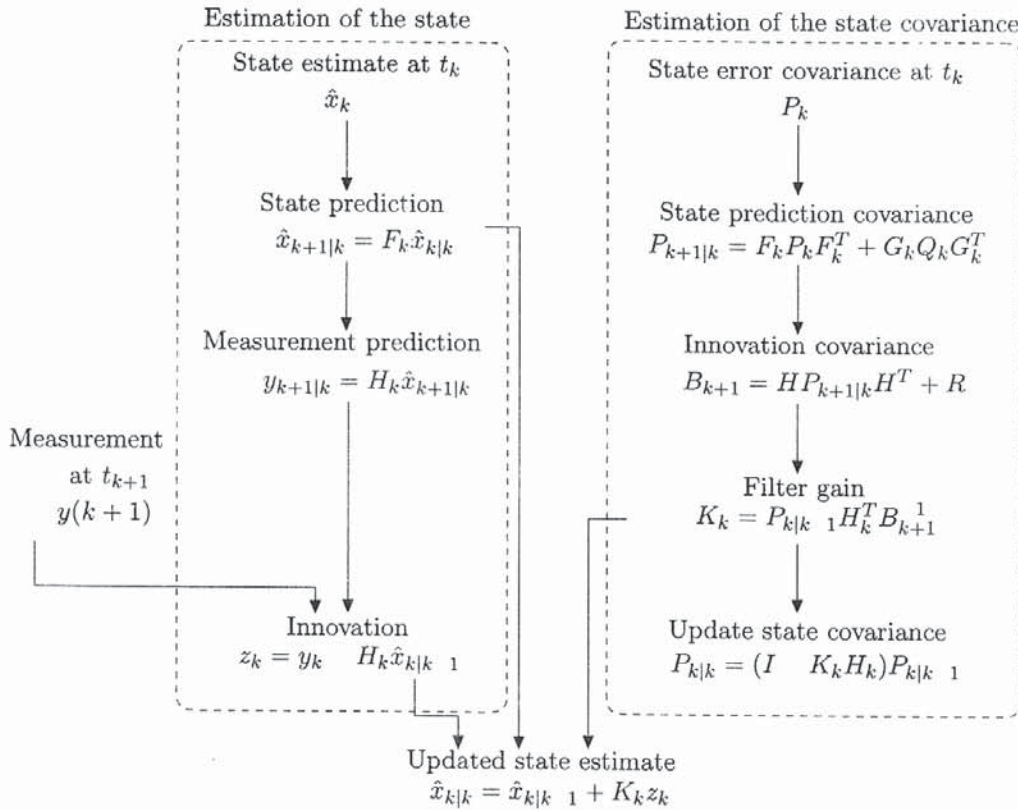 Estimation of the state
State estimate at t_k
x̂_k
State prediction
x̂_{k+1|k} = F_k x̂_{k|k}
Measurement prediction
y_{k+1|k} = H_k x̂_{k+1|k}
Measurement
at t_{k+1}
y(k + 1)
Innovation
z_k = y_k H_k x̂_{k|k 1}
Estimation of the state covariance
State error covariance at t_k
P_k
State prediction covariance
P_{k+1|k} = F_k P_k F_k^T + G_k Q_k G_k^T
Innovation covariance
B_{k+1} = H P_{k+1|k} H^T + R
Filter gain
K_k = P_{k|k 1} H_k^T B_{k+1}^1
Update state covariance
P_{k|k} = (I K_k H_k) P_{k|k 1}
Updated state estimate
x̂_{k|k} = x̂_{k|k 1} + K_k z_k